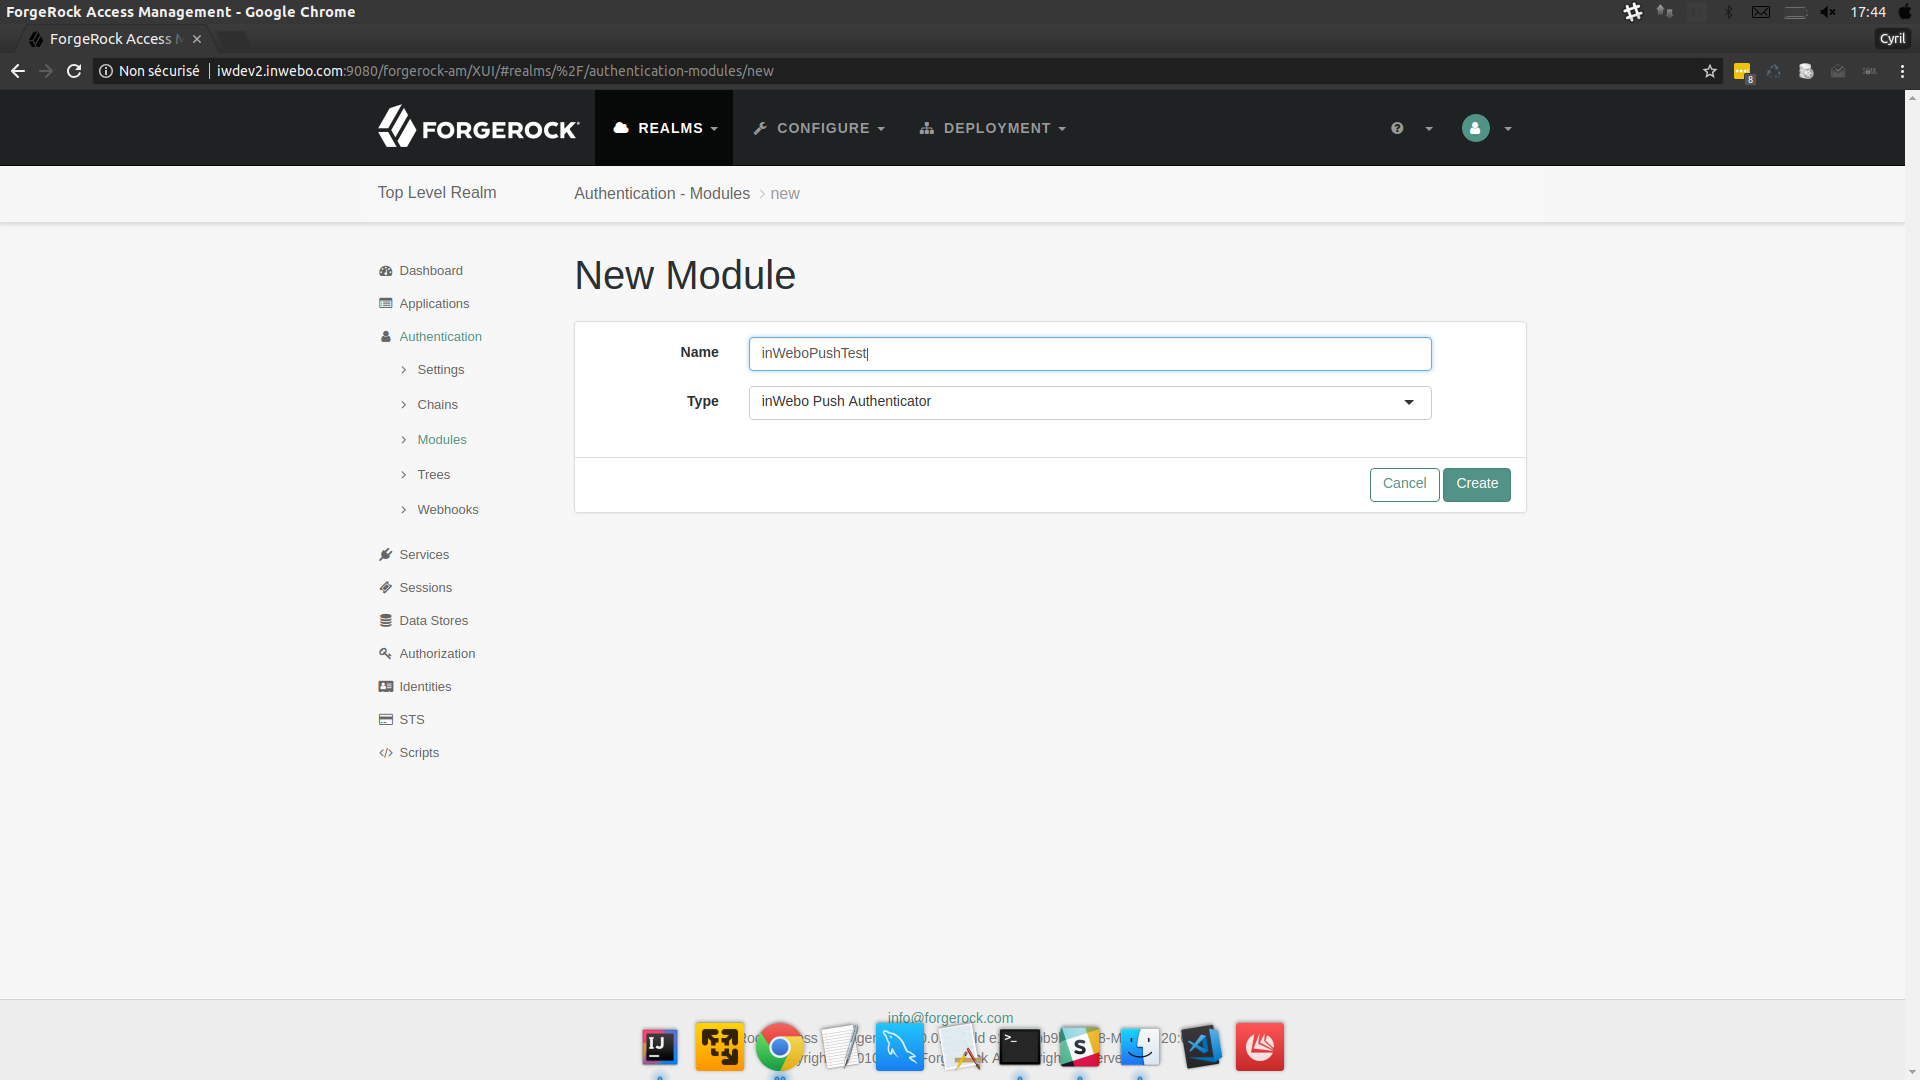 ForgeRock Access Management - Google Chrome
17:44
ForgeRock Access
Cyril
Non sécurisé
iwdev2.inwebo.com:9080/forgerock-am/XUI/#realms/%2F/authentication-modules/new
8
FORGEROCK
REALMS
CONFIGURE
DEPLOYMENT
Top Level Realm
Authentication - Modules
new
Dashboard
Applications
Authentication
Settings
Chains
Modules
Trees
Webhooks
Services
Sessions
Data Stores
Authorization
Identities
STS
Scripts
New Module
Name
inWeboPushTest
Type
inWebo Push Authenticator
Cancel
Create
info@forgerock.com
IJ
>_
S